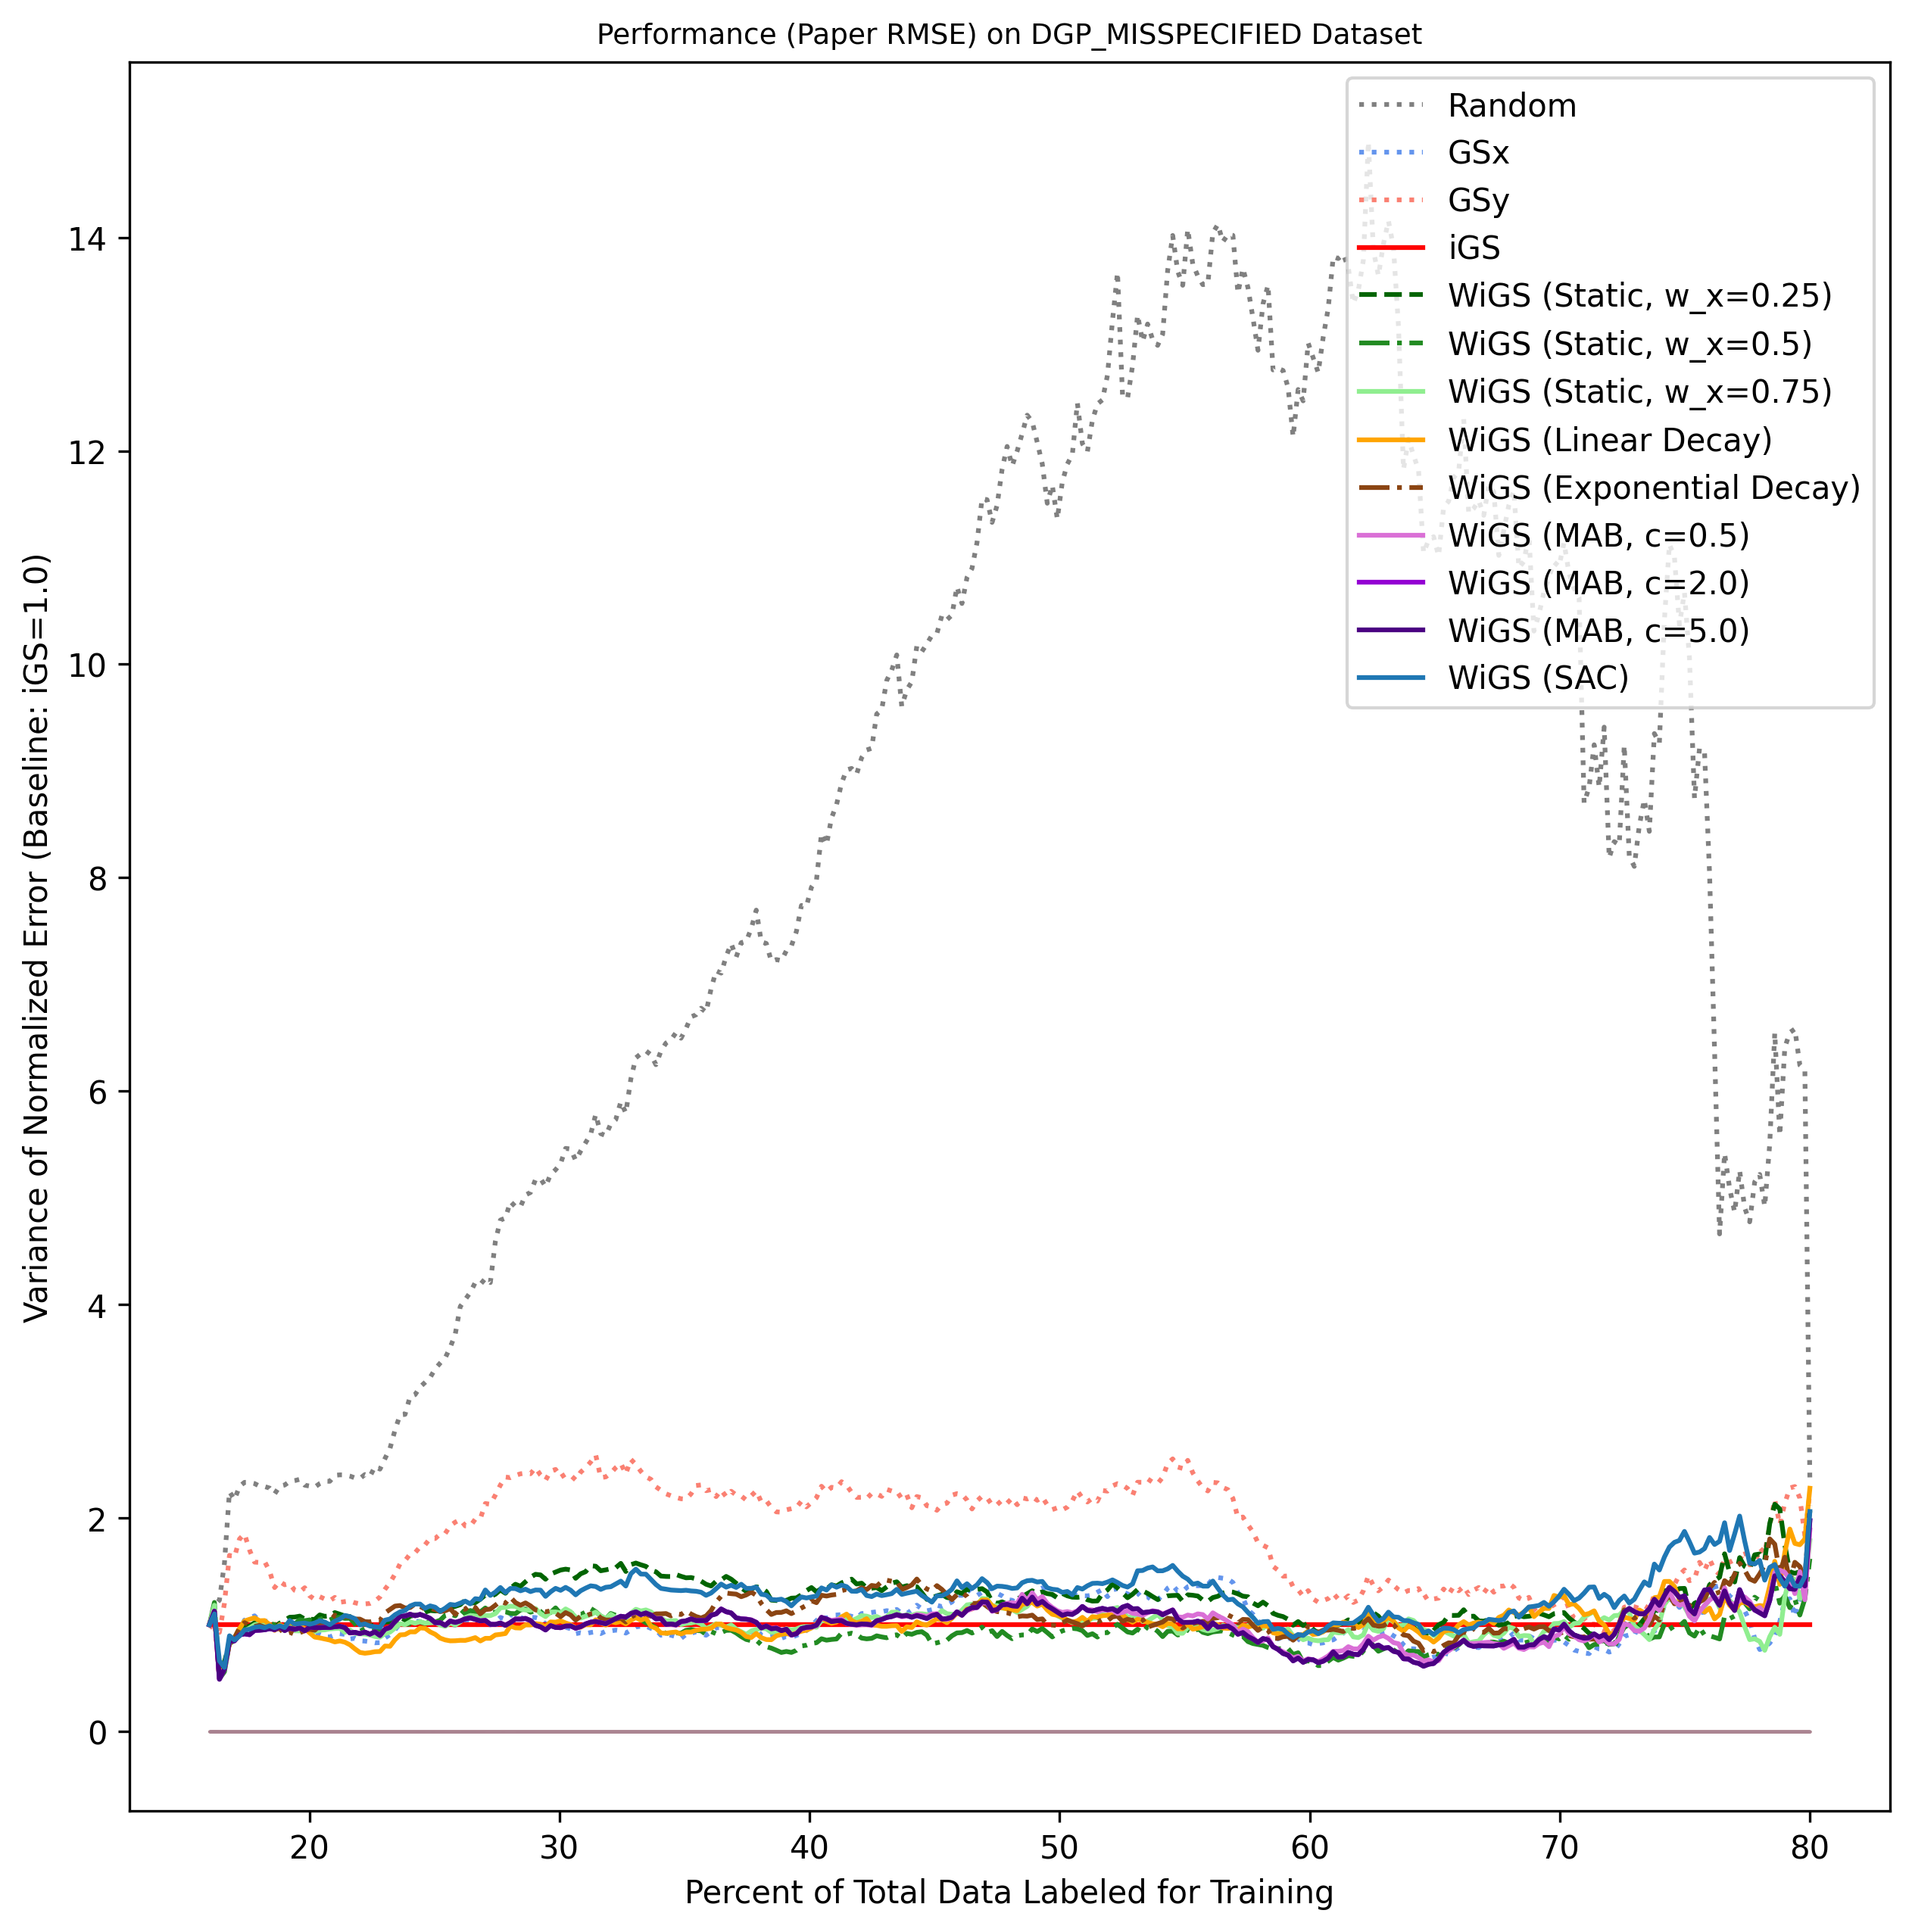 Performance (Paper RMSE) on DGP_MISSPECIFIED Dataset
Variance of Normalized Error (Baseline: iGS=1.0)
14
12
10
8
6
4
2
0
Random
GSx
GSy
iGS
WiGS (Static, w_x=0.25)
WiGS (Static, w_x=0.5)
WiGS (Static, w_x=0.75)
WiGS (Linear Decay)
WiGS (Exponential Decay)
WiGS (MAB, c=0.5)
WiGS (MAB, c=2.0)
WiGS (MAB, c=5.0)
WiGS (SAC)
20 30 40 50 60 70 80
Percent of Total Data Labeled for Training